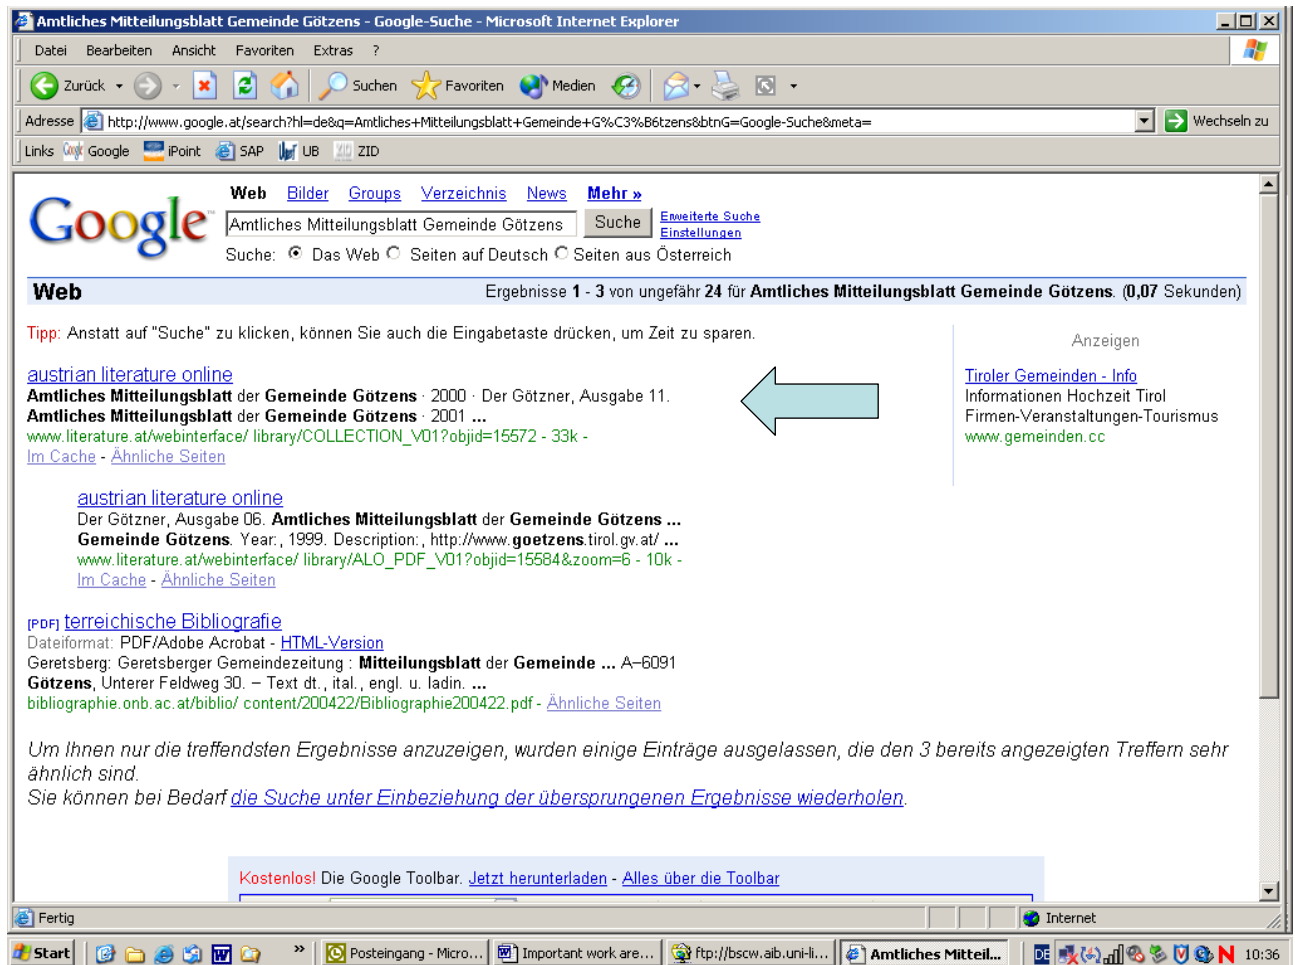 Amtliches Mitteilungsblatt Gemeinde Götzens - Google-Suche - Microsoft Internet Explorer
Datei Bearbeiten Ansicht Favoriten Extras ?
Zurück Suchen Favoriten Medien
Adresse http://www.google.at/search?hl=de&q=Amtliches+Mitteilungsblatt+Gemeinde+G%C3%B6tzens&btnG=Google-Suche&meta= Wechseln zu
Links Google iPoint SAP UB ZID
Web Bilder Groups Verzeichnis News Mehr »
Google™ Amtliches Mitteilungsblatt Gemeinde Götzens Suche Erweiterte Suche
Einstellungen
Suche: Das Web Seiten auf Deutsch Seiten aus Österreich
Web Ergebnisse 1 - 3 von ungefähr 24 für Amtliches Mitteilungsblatt Gemeinde Götzens. (0,07 Sekunden)
Tipp: Anstatt auf "Suche" zu klicken, können Sie auch die Eingabetaste drücken, um Zeit zu sparen.
austrian literature online
Amtliches Mitteilungsblatt der Gemeinde Götzens · 2000 · Der Götzner, Ausgabe 11.
Amtliches Mitteilungsblatt der Gemeinde Götzens · 2001 ...
www.literature.at/webinterface/ library/COLLECTION_V01?objid=15572 - 33k -
Im Cache - Ähnliche Seiten
austrian literature online
Der Götzner, Ausgabe 06. Amtliches Mitteilungsblatt der Gemeinde Götzens ...
Gemeinde Götzens. Year:, 1999. Description:, http://www.goetzens.tirol.gv.at/ ...
www.literature.at/webinterface/ library/ALO_PDF_V01?objid=15584&zoom=6 - 10k -
Im Cache - Ähnliche Seiten
[PDF] terreichische Bibliografie
Dateiformat: PDF/Adobe Acrobat - HTML-Version
Geretsberg: Geretsberger Gemeindezeitung : Mitteilungsblatt der Gemeinde ... A–6091
Götzens, Unterer Feldweg 30. – Text dt., ital., engl. u. ladin. ...
bibliographie.onb.ac.at/biblio/ content/200422/Bibliographie200422.pdf - Ähnliche Seiten
Anzeigen
Tiroler Gemeinden - Info
Informationen Hochzeit Tirol
Firmen-Veranstaltungen-Tourismus
www.gemeinden.cc
Um Ihnen nur die treffendsten Ergebnisse anzuzeigen, wurden einige Einträge ausgelassen, die den 3 bereits angezeigten Treffern sehr
ähnlich sind.
Sie können bei Bedarf die Suche unter Einbeziehung der übersprungenen Ergebnisse wiederholen.
Kostenlos! Die Google Toolbar. Jetzt herunterladen - Alles über die Toolbar
Fertig Internet
Start » Posteingang - Micro... Important work are... ftp://bscw.aib.uni-li... Amtliches Mitteil... DE 10:36